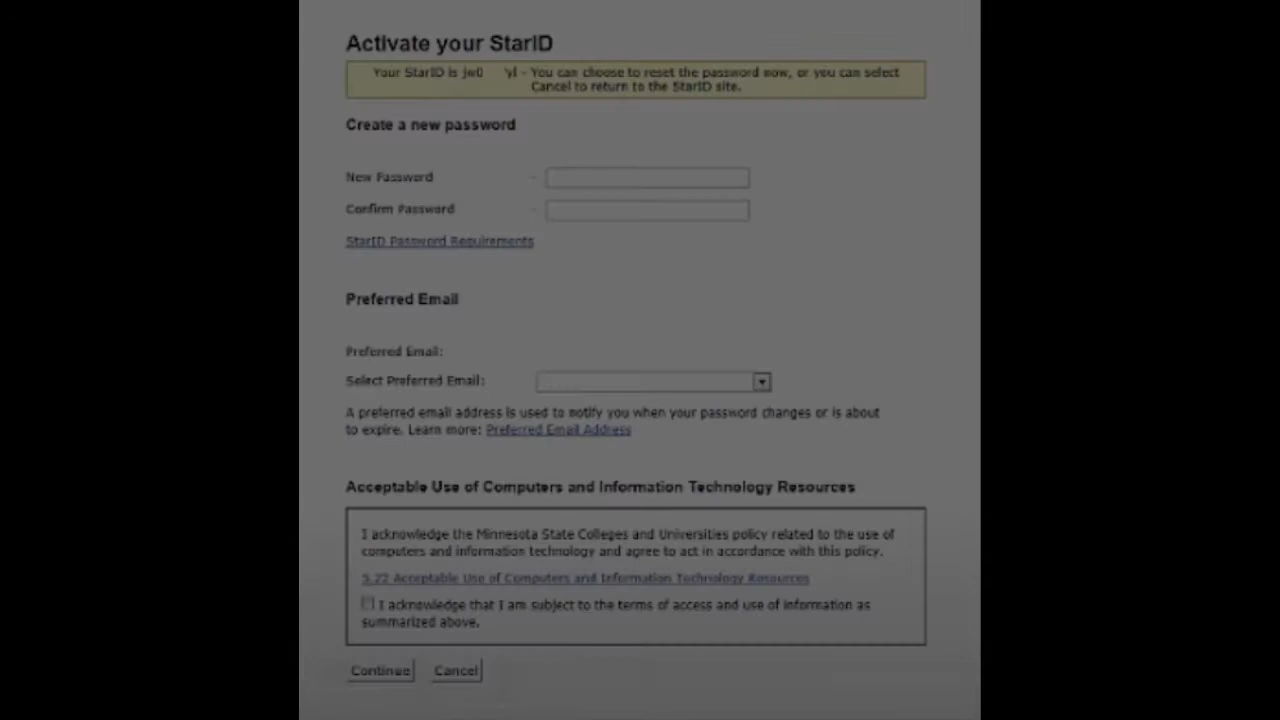 Activate your StarID
Your StarID is jw0 yl - You can choose to reset the password now, or you can select
Cancel to return to the StarID site.
Create a new password
New Password
Confirm Password
StarID Password Requirements
Preferred Email
Preferred Email:
Select Preferred Email:
A preferred email address is used to notify you when your password changes or is about
to expire. Learn more: Preferred Email Address
Acceptable Use of Computers and Information Technology Resources
I acknowledge the Minnesota State Colleges and Universities policy related to the use of
computers and information technology and agree to act in accordance with this policy.
5.22 Acceptable Use of Computers and Information Technology Resources
I acknowledge that I am subject to the terms of access and use of information as
summarized above.
Continue Cancel